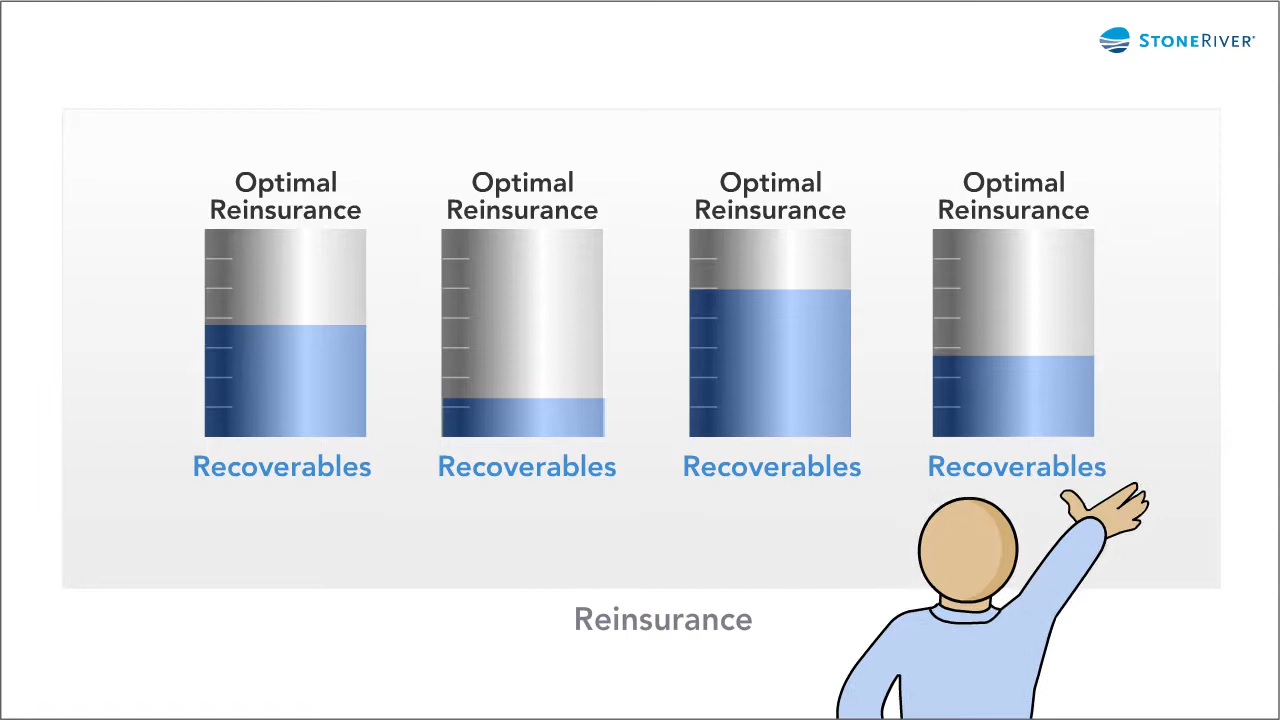 STONERIVER
Optimal
Reinsurance
Optimal
Reinsurance
Optimal
Reinsurance
Optimal
Reinsurance
Recoverables
Recoverables
Recoverables
Recoverables
Reinsurance